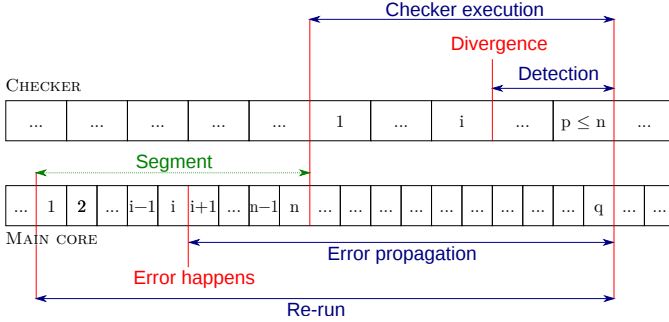 Checker execution
Divergence
Detection
CHECKER
... ... ... ... ... 1 ... i ... p ≤ n ...
Segment
... 1 2 ... i−1 i i+1 ... n−1 n ... ... ... ... ... ... ... ... ... q ... ...
MAIN CORE
Error propagation
Error happens
Re-run